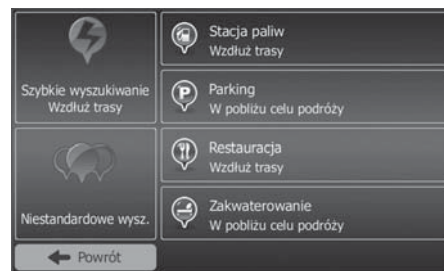 Szybkie wyszukiwanie
Wzdłuż trasy
Niestandardowe wysz.
Powrót
Stacja paliw
Wzdłuż trasy
P
Parking
W pobliżu celu podróży
Restauracja
Wzdłuż trasy
Zakwaterowanie
W pobliżu celu podróży